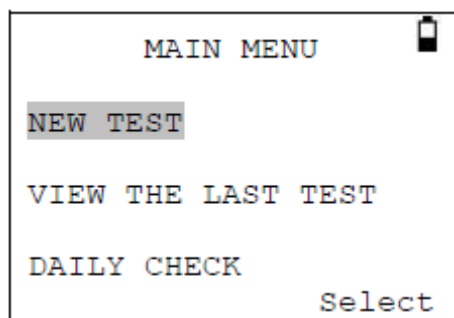 MAIN MENU
NEW TEST
VIEW THE LAST TEST
DAILY CHECK
Select